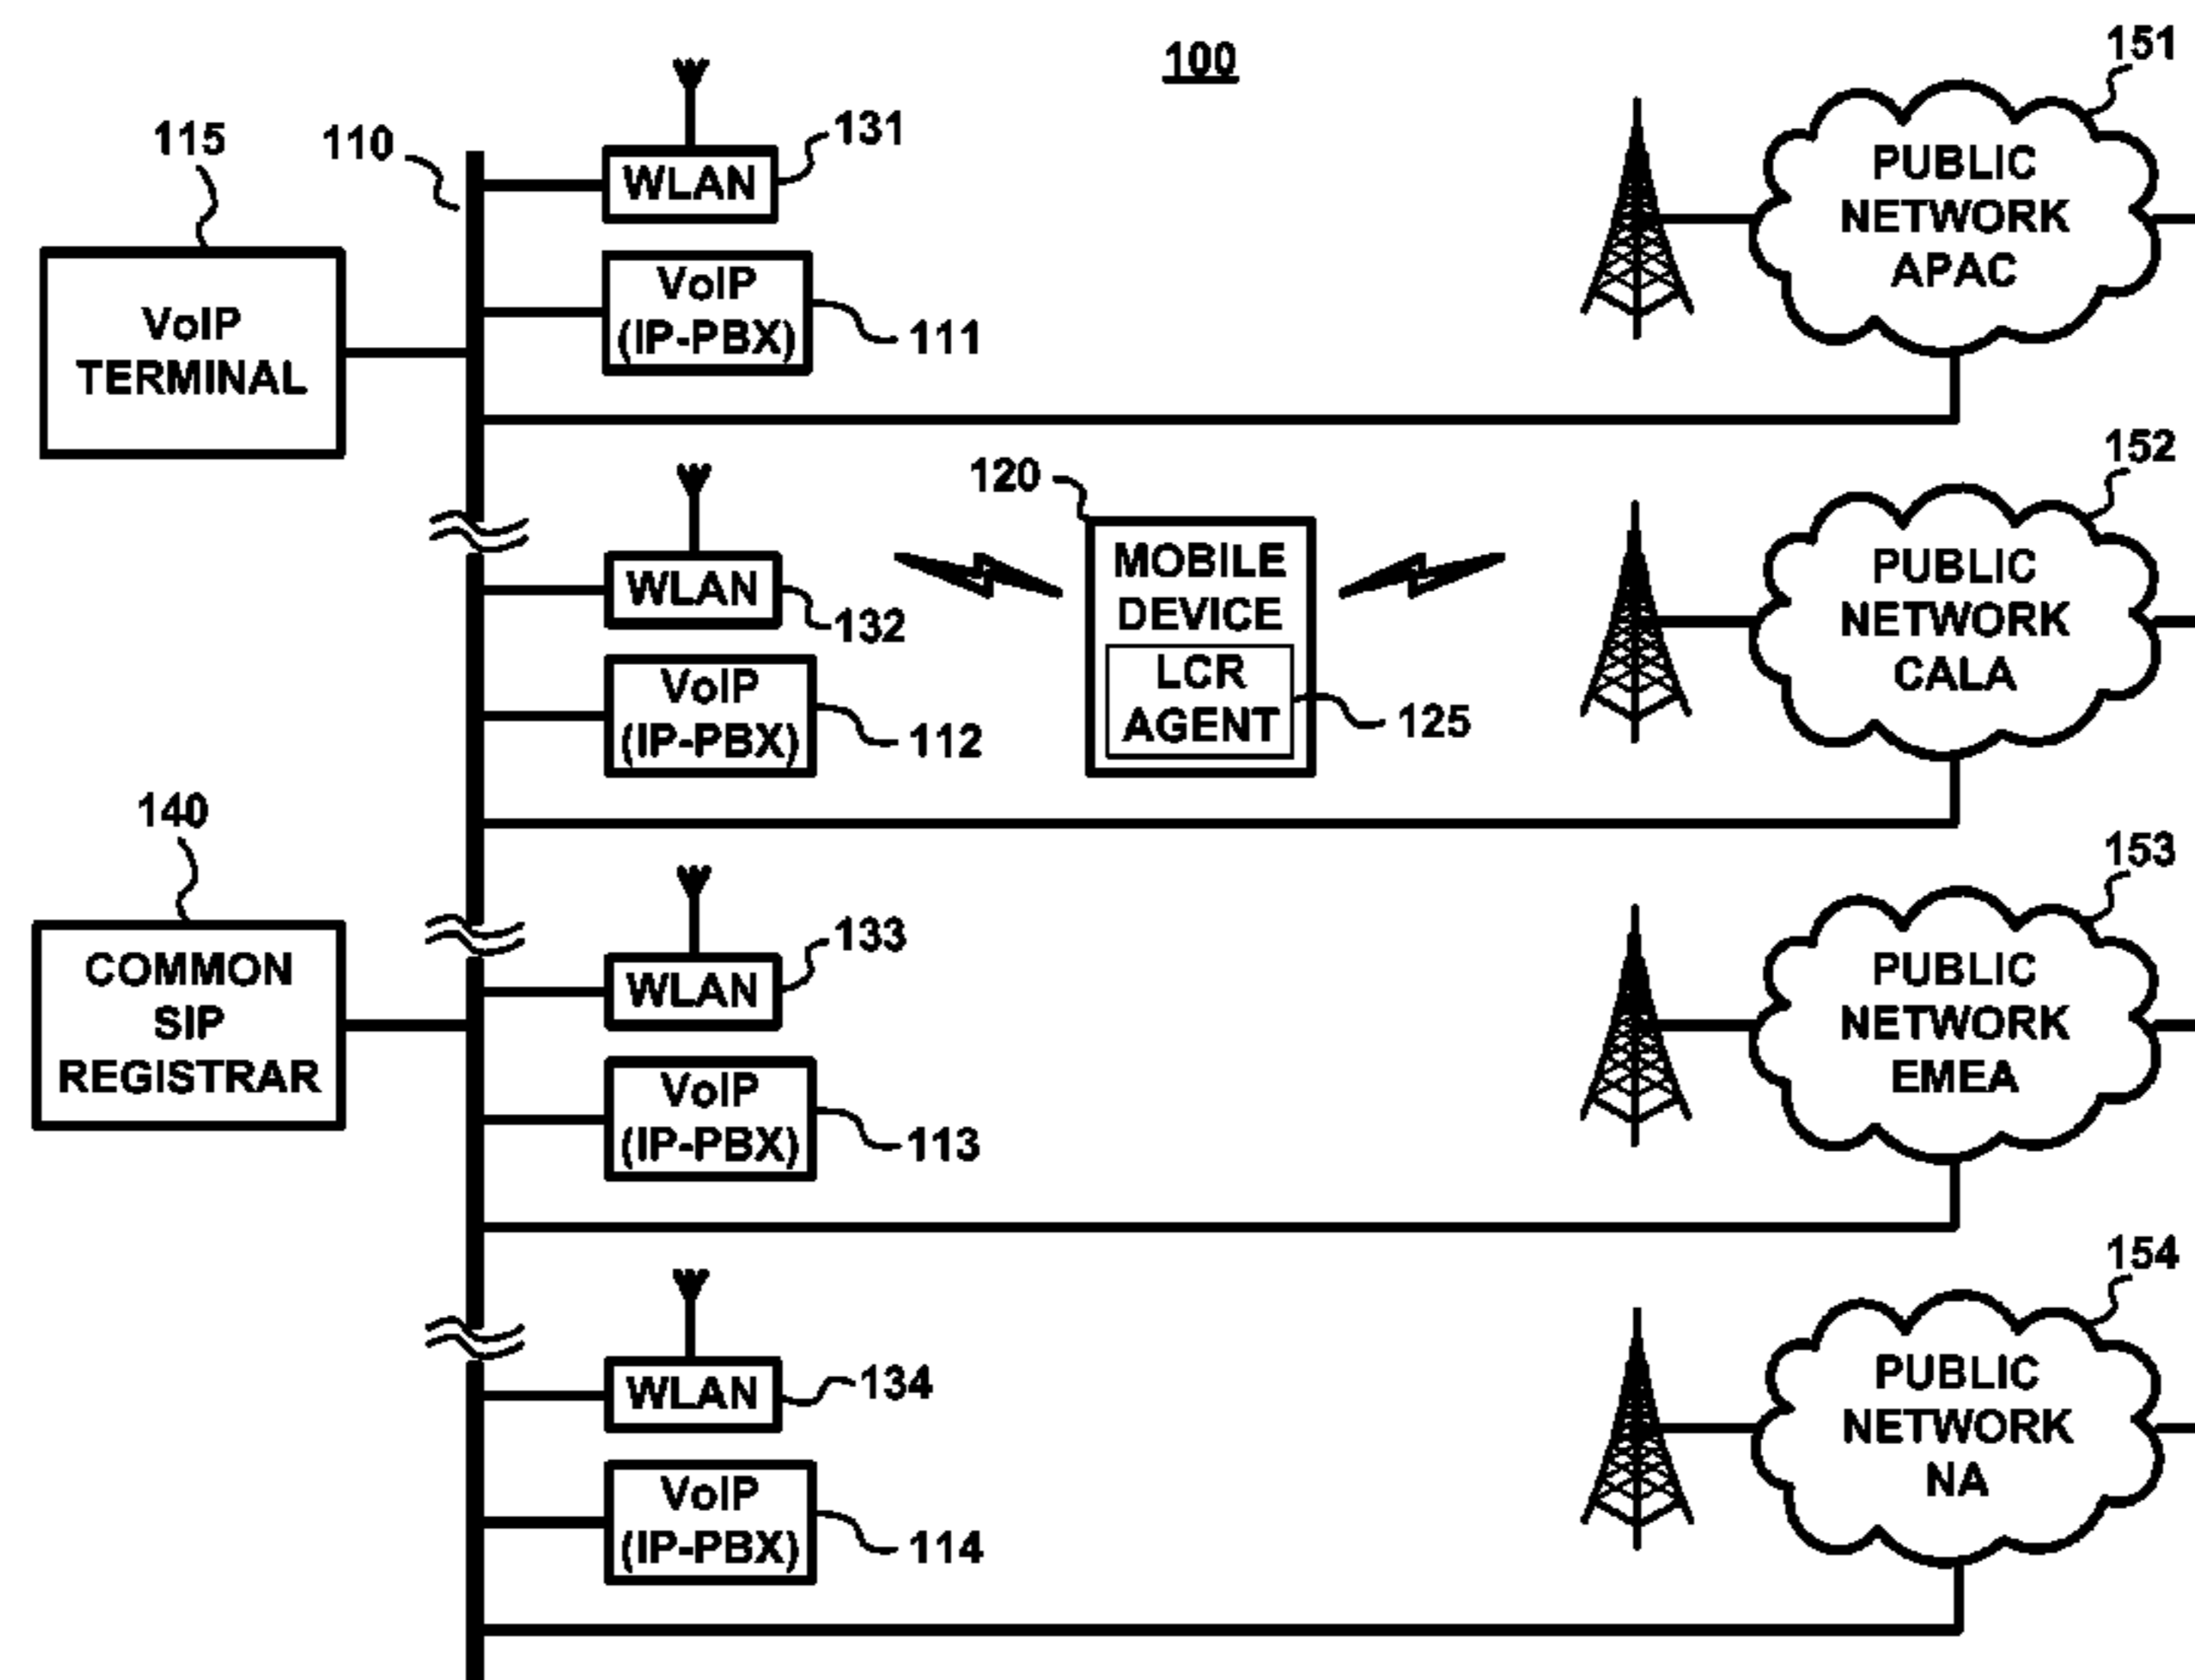 100
151
115
110
131
WLAN
PUBLIC
NETWORK
APAC
VoIP
TERMINAL
VoIP
(IP-PBX)
111
120
152
WLAN
132
MOBILE
DEVICE
LCR
AGENT
125
PUBLIC
NETWORK
CALA
VoIP
(IP-PBX)
112
140
153
COMMON
SIP
REGISTRAR
133
WLAN
PUBLIC
NETWORK
EMEA
VoIP
(IP-PBX)
113
154
WLAN
134
PUBLIC
NETWORK
NA
VoIP
(IP-PBX)
114